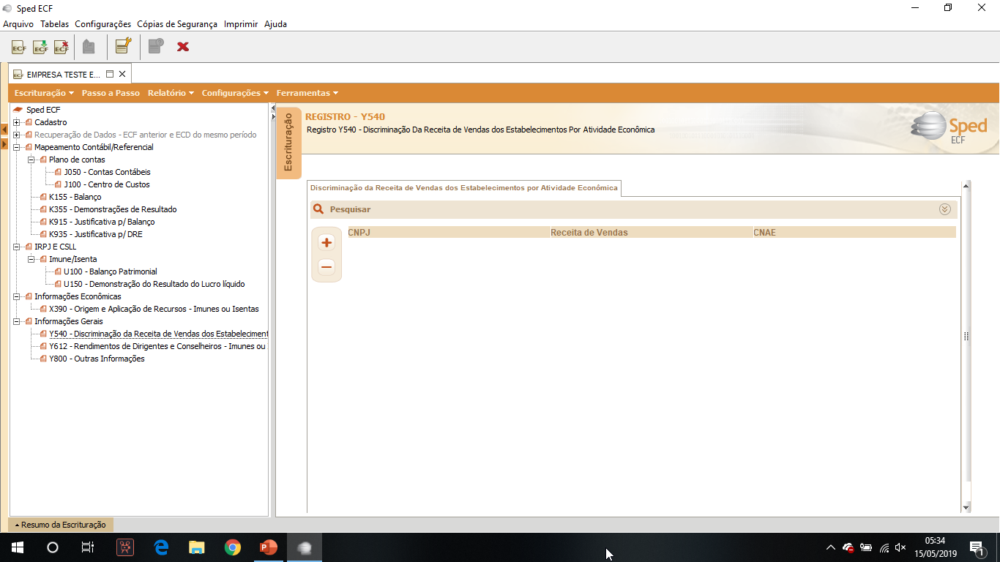 Sped ECF
Arquivo Tabelas Configurações Cópias de Segurança Imprimir Ajuda
ECF ECF ECF
ECF EMPRESA TESTE E...
Escrituração Passo a Passo Relatório Configurações Ferramentas
Sped ECF
Cadastro
Recuperação de Dados - ECF anterior e ECD do mesmo período
Mapeamento Contábil/Referencial
Plano de contas
J050 - Contas Contábeis
J100 - Centro de Custos
K155 - Balanço
K355 - Demonstrações de Resultado
K915 - Justificativa p/ Balanço
K935 - Justificativa p/ DRE
IRPJ E CSLL
Imune/Isenta
U100 - Balanço Patrimonial
U150 - Demonstração do Resultado do Lucro líquido
Informações Econômicas
X390 - Origem e Aplicação de Recursos - Imunes ou Isentas
Informações Gerais
Y540 - Discriminação da Receita de Vendas dos Estabeleciment
Y612 - Rendimentos de Dirigentes e Conselheiros - Imunes ou
Y800 - Outras Informações
Resumo da Escrituração
Escrituração
REGISTRO - Y540
Registro Y540 - Discriminação Da Receita de Vendas dos Estabelecimentos Por Atividade Econômica
Sped
ECF
Discriminação da Receita de Vendas dos Estabelecimentos por Atividade Económica
Pesquisar
CNPJ Receita de Vendas CNAE
05:34
15/05/2019
1